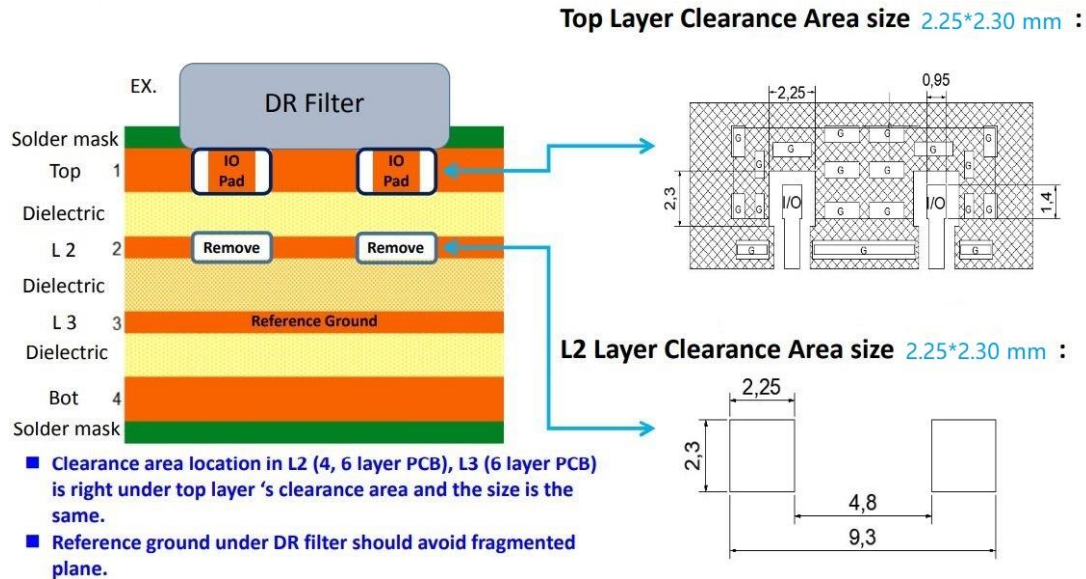 Top Layer Clearance Area size 2.25*2.30 mm :
EX.
DR Filter
Solder mask
Top 1
IO Pad
IO Pad
Dielectric
L 2 2
Remove
Remove
Dielectric
L 3 3
Reference Ground
Dielectric
Bot 4
Solder mask
2,25
0,95
G G
G G G G
G G
G G G G
2,3
I/O
I/O
1,4
G G G G G G
G G G
L2 Layer Clearance Area size 2.25*2.30 mm :
2,25
2,3
4,8
9,3
■ Clearance area location in L2 (4, 6 layer PCB), L3 (6 layer PCB)
is right under top layer ‘s clearance area and the size is the
same.
■ Reference ground under DR filter should avoid fragmented
plane.